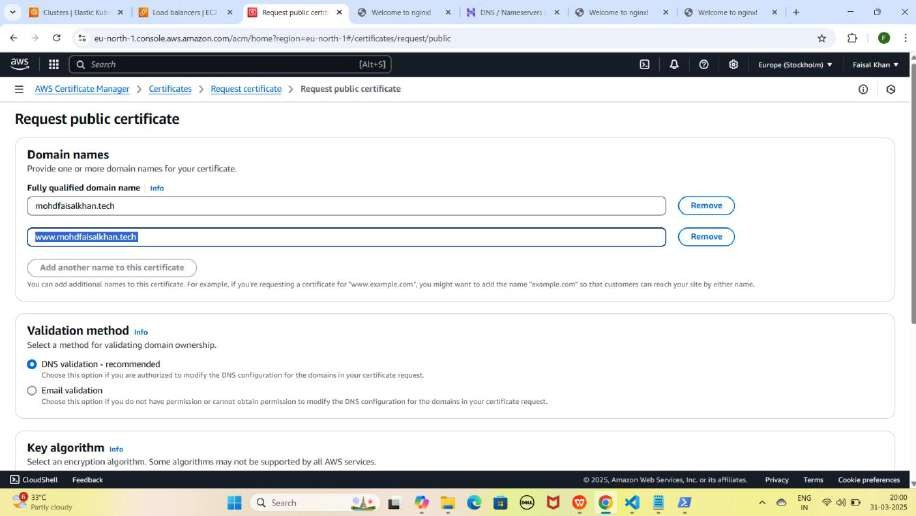 Clusters | Elastic Kube
Load balancers | EC2
Request public certifi
Welcome to nginx!
DNS / Nameservers
Welcome to nginx!
Welcome to nginx!
eu-north-1.console.aws.amazon.com/acm/home?region=eu-north-1#/certificates/request/public
F
aws
Search [Alt+S]
Europe (Stockholm)
Faisal Khan
AWS Certificate Manager > Certificates > Request certificate > Request public certificate
Request public certificate
Domain names
Provide one or more domain names for your certificate.
Fully qualified domain name Info
mohdfaisalkhan.tech
Remove
www.mohdfaisalkhan.tech
Remove
Add another name to this certificate
You can add additional names to this certificate. For example, if you're requesting a certificate for "www.example.com", you might want to add the name "example.com" so that customers can reach your site by either name.
Validation method Info
Select a method for validating domain ownership.
DNS validation - recommended
Choose this option if you are authorized to modify the DNS configuration for the domains in your certificate request.
Email validation
Choose this option if you do not have permission or cannot obtain permission to modify the DNS configuration for the domains in your certificate request.
Key algorithm Info
Select an encryption algorithm. Some algorithms may not be supported by all AWS services.
CloudShell Feedback © 2025, Amazon Web Services, Inc. or its affiliates. Privacy Terms Cookie preferences
6
33°C
Partly cloudy
Search
DELL
ENG
IN
20:00
31-03-2025